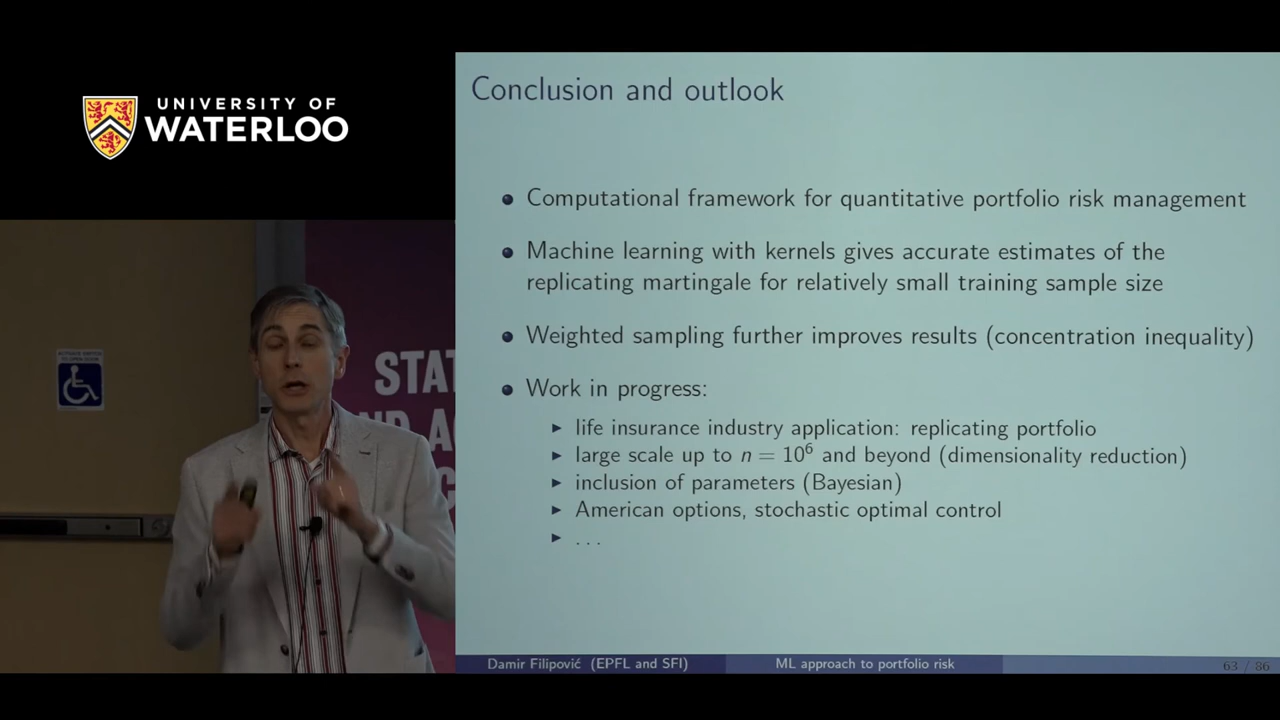 UNIVERSITY OF
WATERLOO
STAT
Conclusion and outlook
Computational framework for quantitative portfolio risk management
Machine learning with kernels gives accurate estimates of the
replicating martingale for relatively small training sample size
Weighted sampling further improves results (concentration inequality)
Work in progress:
life insurance industry application: replicating portfolio
large scale up to n = 10⁶ and beyond (dimensionality reduction)
inclusion of parameters (Bayesian)
American options, stochastic optimal control
. . .
Damir Filipović (EPFL and SFI)
ML approach to portfolio risk
63 / 86